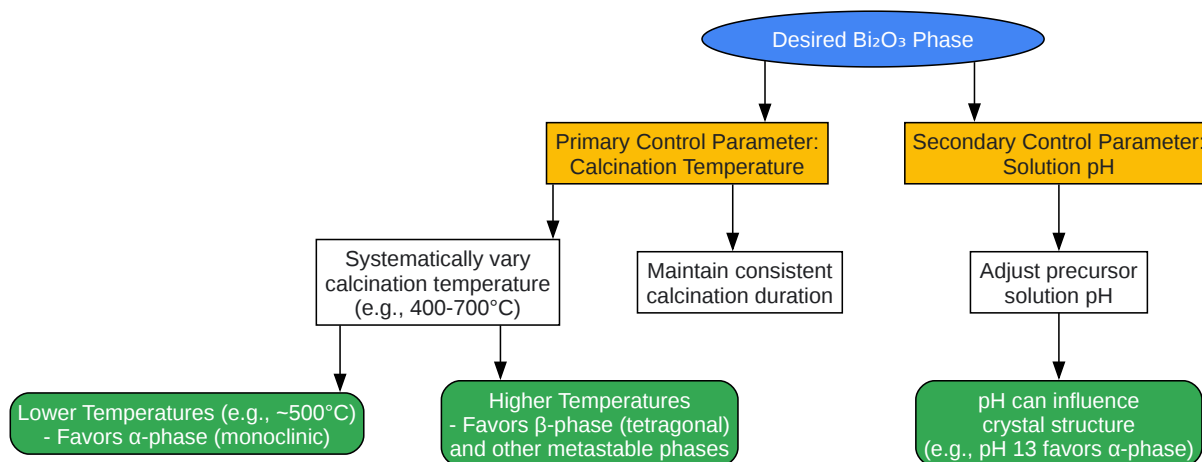 Desired Bi₂O₃ Phase
Primary Control Parameter:
Calcination Temperature
Secondary Control Parameter:
Solution pH
Systematically vary
calcination temperature
(e.g., 400-700°C)
Maintain consistent
calcination duration
Adjust precursor
solution pH
Lower Temperatures (e.g., ~500°C)
- Favors α-phase (monoclinic)
Higher Temperatures
- Favors β-phase (tetragonal)
and other metastable phases
pH can influence
crystal structure
(e.g., pH 13 favors α-phase)